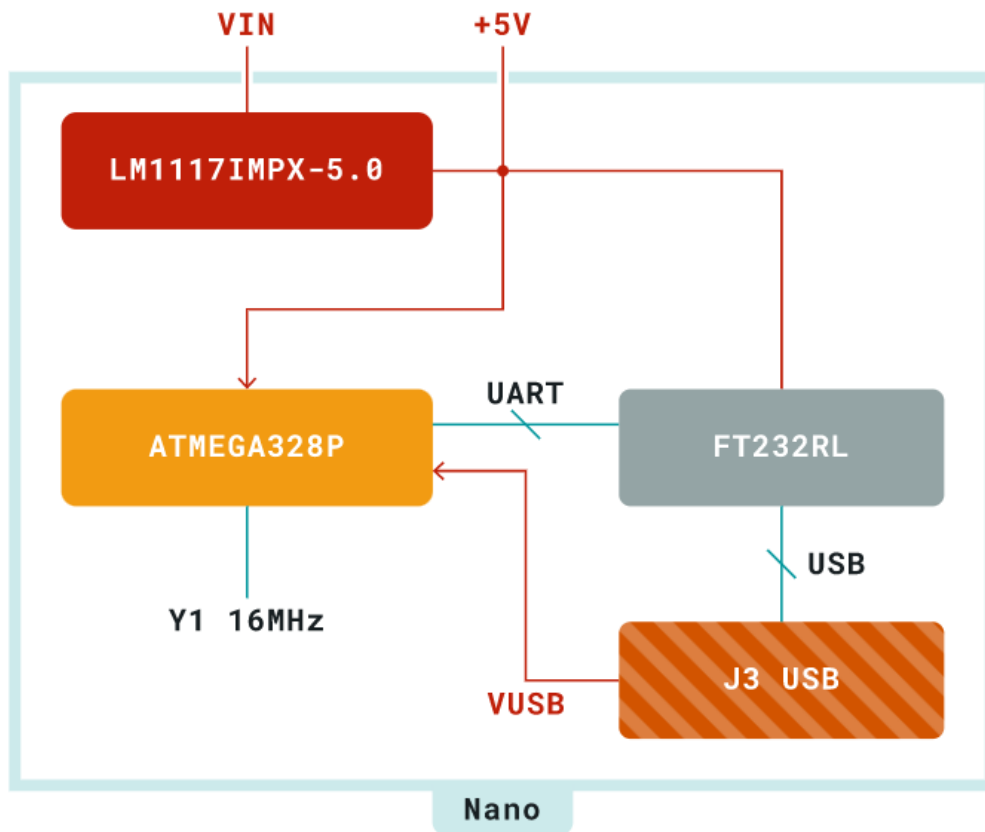 VIN
+5V
LM1117IMPX-5.0
UART
ATMEGA328P
FT232RL
USB
Y1 16MHz
J3 USB
VUSB
Nano